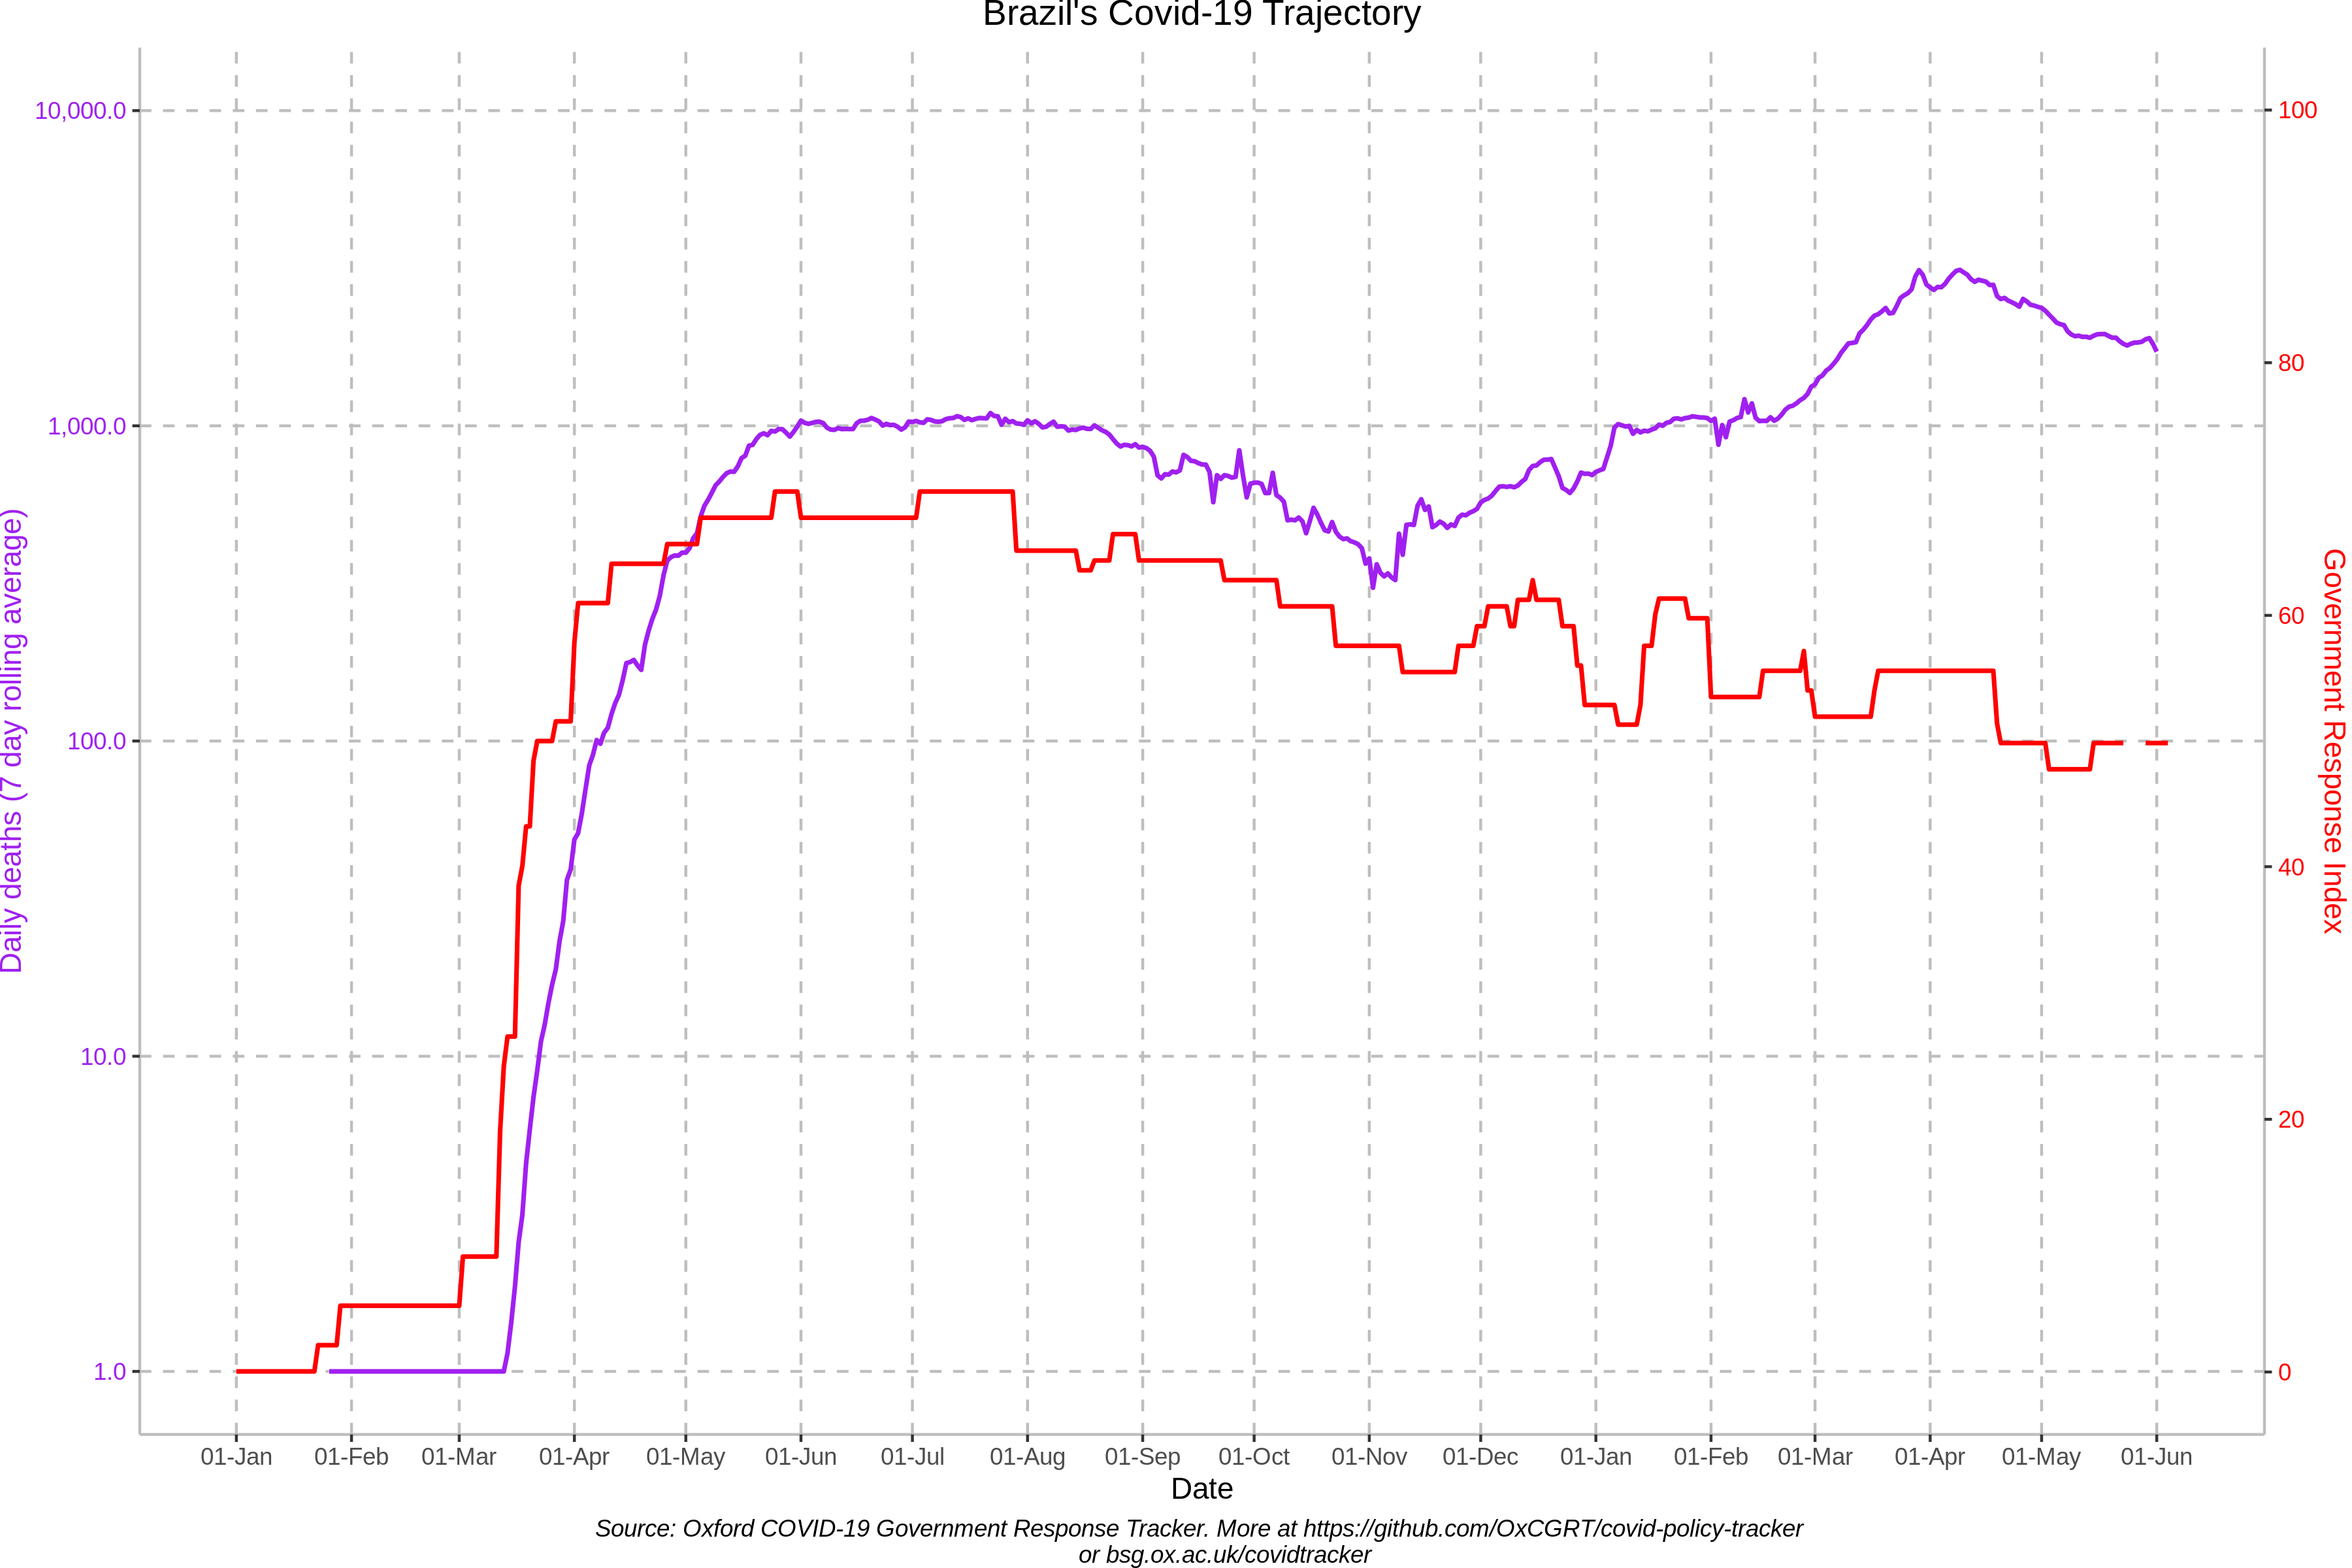 Brazil's Covid-19 Trajectory
10,000.0
1,000.0
100.0
10.0
1.0
Daily deaths (7 day rolling average)
100
80
60
40
20
0
Government Response Index
01-Jan 01-Feb 01-Mar 01-Apr 01-May 01-Jun 01-Jul 01-Aug 01-Sep 01-Oct 01-Nov 01-Dec 01-Jan 01-Feb 01-Mar 01-Apr 01-May 01-Jun
Date
Source: Oxford COVID-19 Government Response Tracker. More at https://github.com/OxCGRT/covid-policy-tracker
or bsg.ox.ac.uk/covidtracker